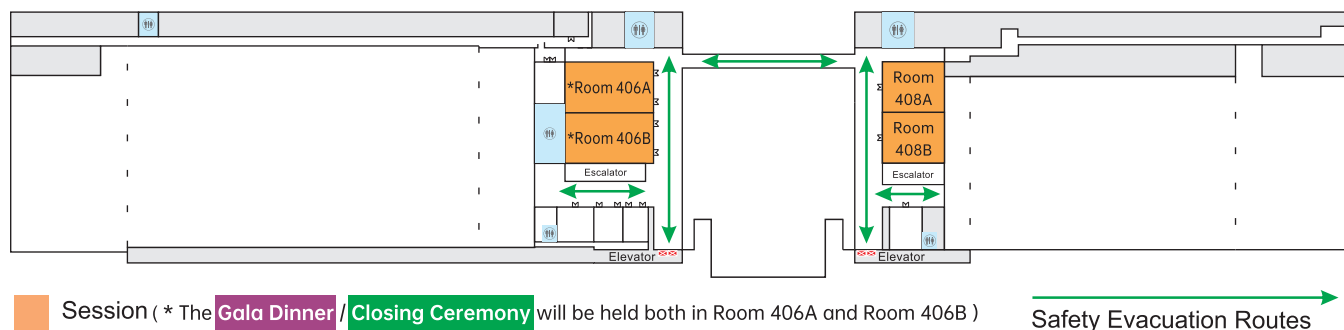 *Room 406A
*Room 406B
Escalator
Elevator
Room
408A
Room
408B
Escalator
Elevator
Session ( * The Gala Dinner / Closing Ceremony will be held both in Room 406A and Room 406B )
Safety Evacuation Routes